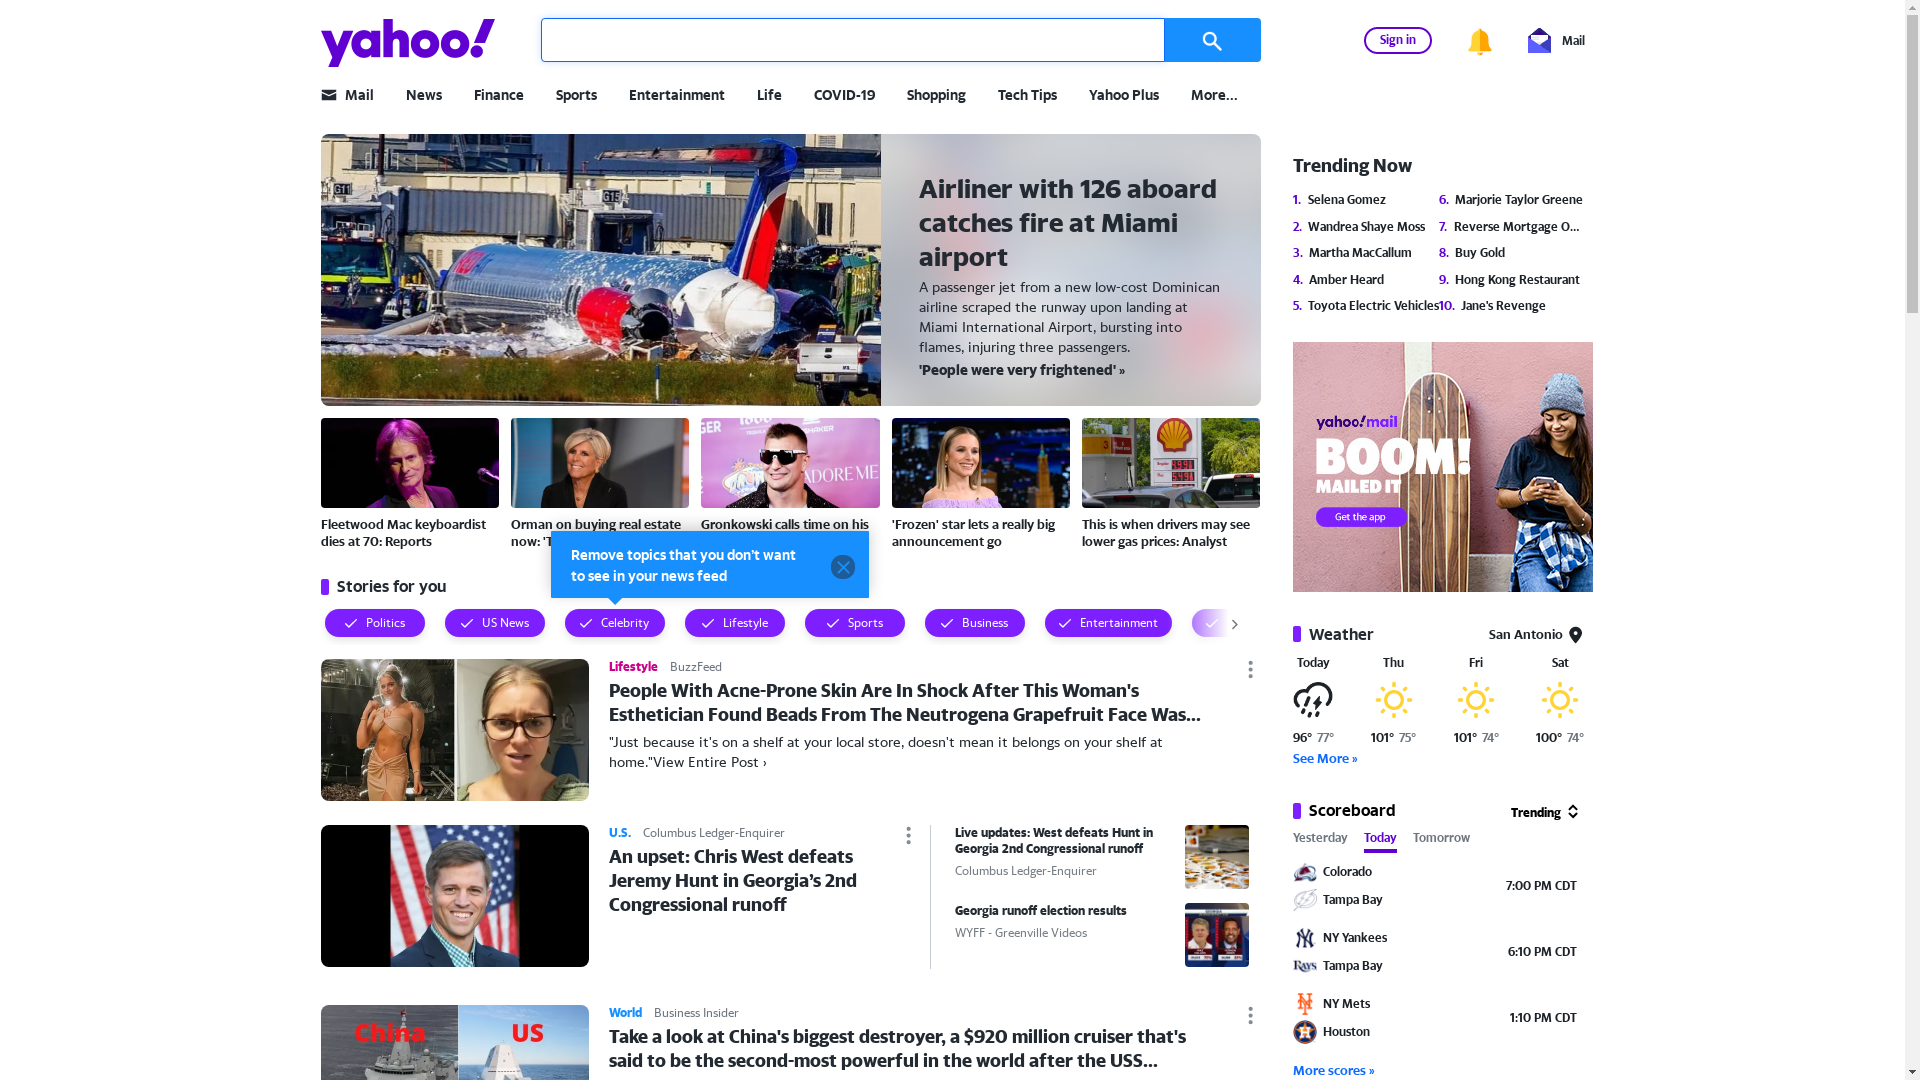 yahoo!
Sign in
Mail
Mail
News
Finance
Sports
Entertainment
Life
COVID-19
Shopping
Tech Tips
Yahoo Plus
More...
G11
G15
Airliner with 126 aboard
catches fire at Miami
airport
A passenger jet from a new low-cost Dominican
airline scraped the runway upon landing at
Miami International Airport, bursting into
flames, injuring three passengers.
'People were very frightened' »
Trending Now
1. Selena Gomez
2. Wandrea Shaye Moss
3. Martha MacCallum
4. Amber Heard
5. Toyota Electric Vehicles
6. Marjorie Taylor Greene
7. Reverse Mortgage O...
8. Buy Gold
9. Hong Kong Restaurant
10. Jane's Revenge
yahoo!mail
BOOM!
MAILED IT
Get the app
ADORE ME
Fleetwood Mac keyboardist
dies at 70: Reports
Orman on buying real estate
now: 'T
Gronkowski calls time on his
'Frozen' star lets a really big
announcement go
This is when drivers may see
lower gas prices: Analyst
Remove topics that you don't want
to see in your news feed
Stories for you
Politics
US News
Celebrity
Lifestyle
Sports
Business
Entertainment
Lifestyle
BuzzFeed
People With Acne-Prone Skin Are In Shock After This Woman's
Esthetician Found Beads From The Neutrogena Grapefruit Face Was...
"Just because it's on a shelf at your local store, doesn't mean it belongs on your shelf at
home."View Entire Post ›
U.S.
Columbus Ledger-Enquirer
An upset: Chris West defeats
Jeremy Hunt in Georgia’s 2nd
Congressional runoff
Live updates: West defeats Hunt in
Georgia 2nd Congressional runoff
Columbus Ledger-Enquirer
Georgia runoff election results
WYFF - Greenville Videos
China
US
World
Business Insider
Take a look at China's biggest destroyer, a $920 million cruiser that's
said to be the second-most powerful in the world after the USS...
Weather
San Antonio
Today
Thu
Fri
Sat
96° 77°
101° 75°
101° 74°
100° 74°
See More »
Scoreboard
Trending
Yesterday
Today
Tomorrow
Colorado
Tampa Bay
7:00 PM CDT
NY Yankees
Tampa Bay
6:10 PM CDT
NY Mets
Houston
1:10 PM CDT
More scores »